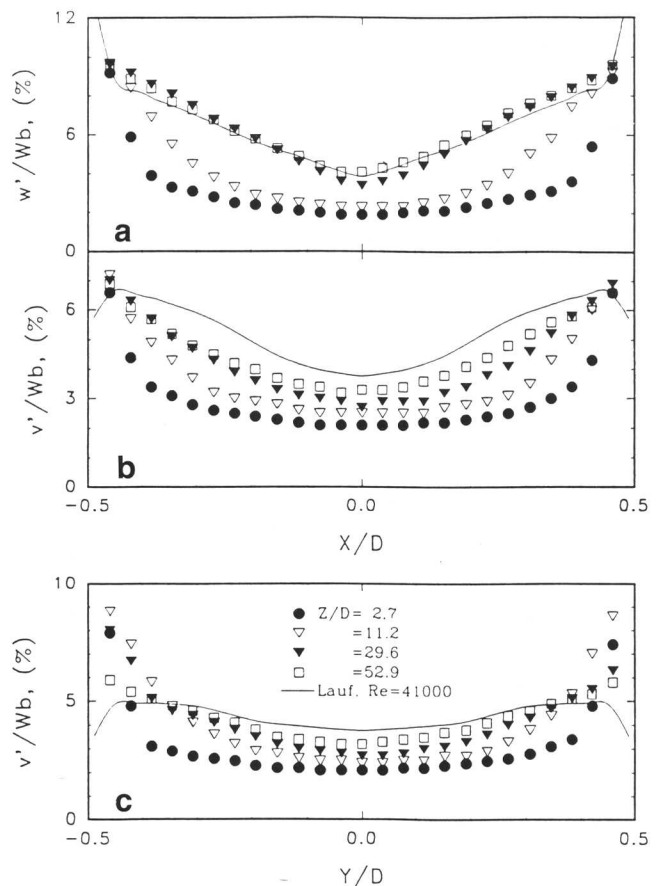 12
8
w'/Wb, (%)
6
0
a
6
v'/Wb, (%)
3
0
b
-0.5 0.0 0.5
X/D
10
v'/Wb, (%)
5
0
c
Z/D= 2.7
=11.2
=29.6
=52.9
Lauf. Re=41000
-0.5 0.0 0.5
Y/D